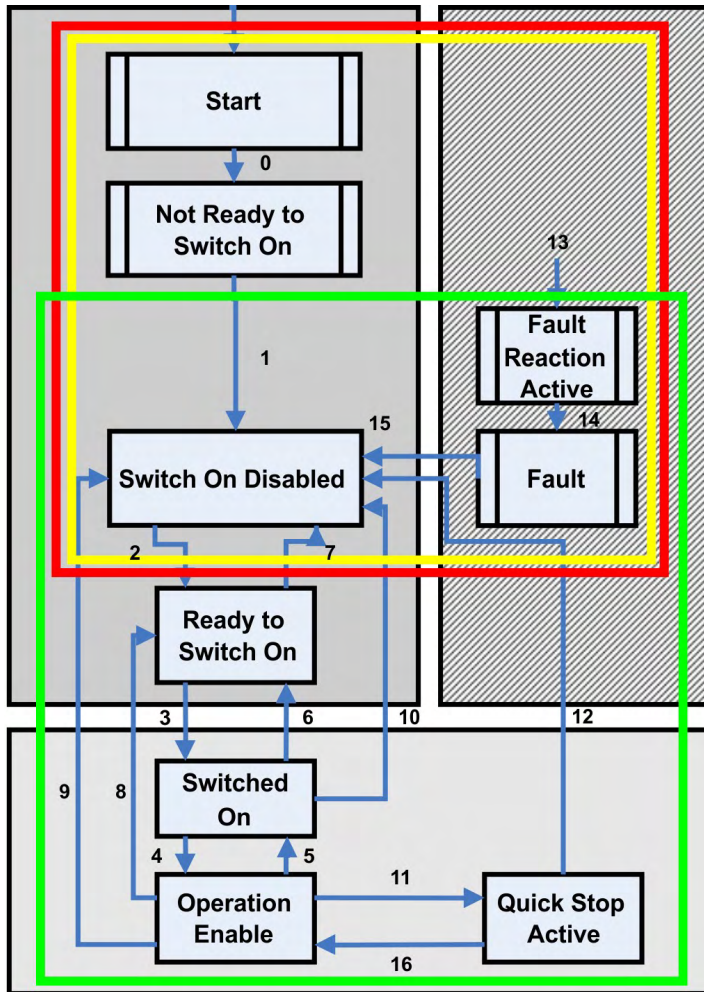 Start
0
Not Ready to
Switch On
13
Fault
Reaction
Active
1
15
14
Switch On Disabled
Fault
2
7
Ready to
Switch On
3
6
10
12
Switched
On
9
8
4
5
11
Operation
Enable
Quick Stop
Active
16